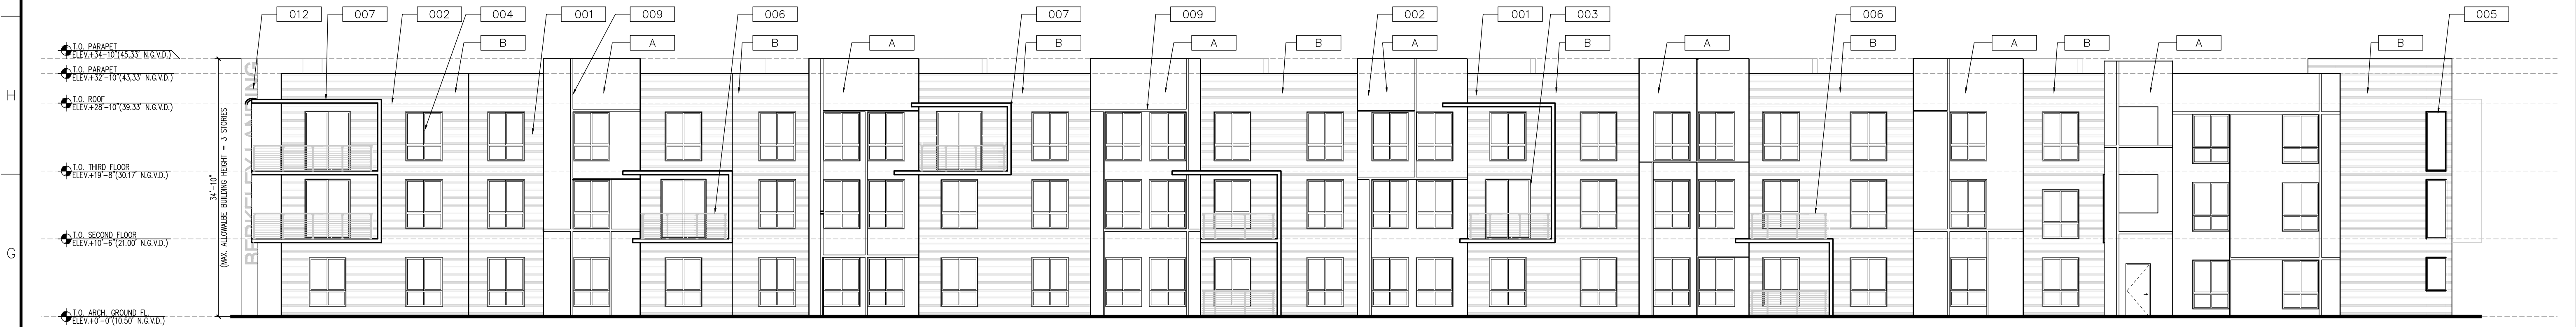 012
007
002
004
001
009
006
007
009
002
001
003
006
005
B
A
B
A
B
A
B
A
B
A
B
A
B
A
B
T.O. PARAPET
ELEV.+34'-10"(45,33' N.G.V.D.)
T.O. PARAPET
ELEV.+32'-10"(43,33' N.G.V.D.)
T.O. ROOF
ELEV.+28'-10"(39.33' N.G.V.D.)
T.O. THIRD FLOOR
ELEV.+19'-8"(30.17' N.G.V.D.)
T.O. SECOND FLOOR
ELEV.+10'-6"(21.00' N.G.V.D.)
T.O. ARCH. GROUND FL.
ELEV.+0'-0"(10.50' N.G.V.D.)
H
G
34'-10"
(MAX. ALLOWALBE BUILDING HEIGHT = 3 STORIES
BERKELEY LANDING